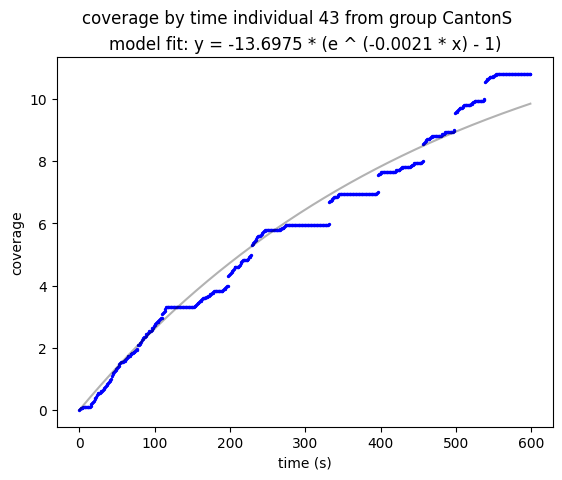 coverage by time individual 43 from group CantonS
model fit: y = -13.6975 * (e ^ (-0.0021 * x) - 1)
10
8
6
4
2
0
coverage
0 100 200 300 400 500 600
time (s)